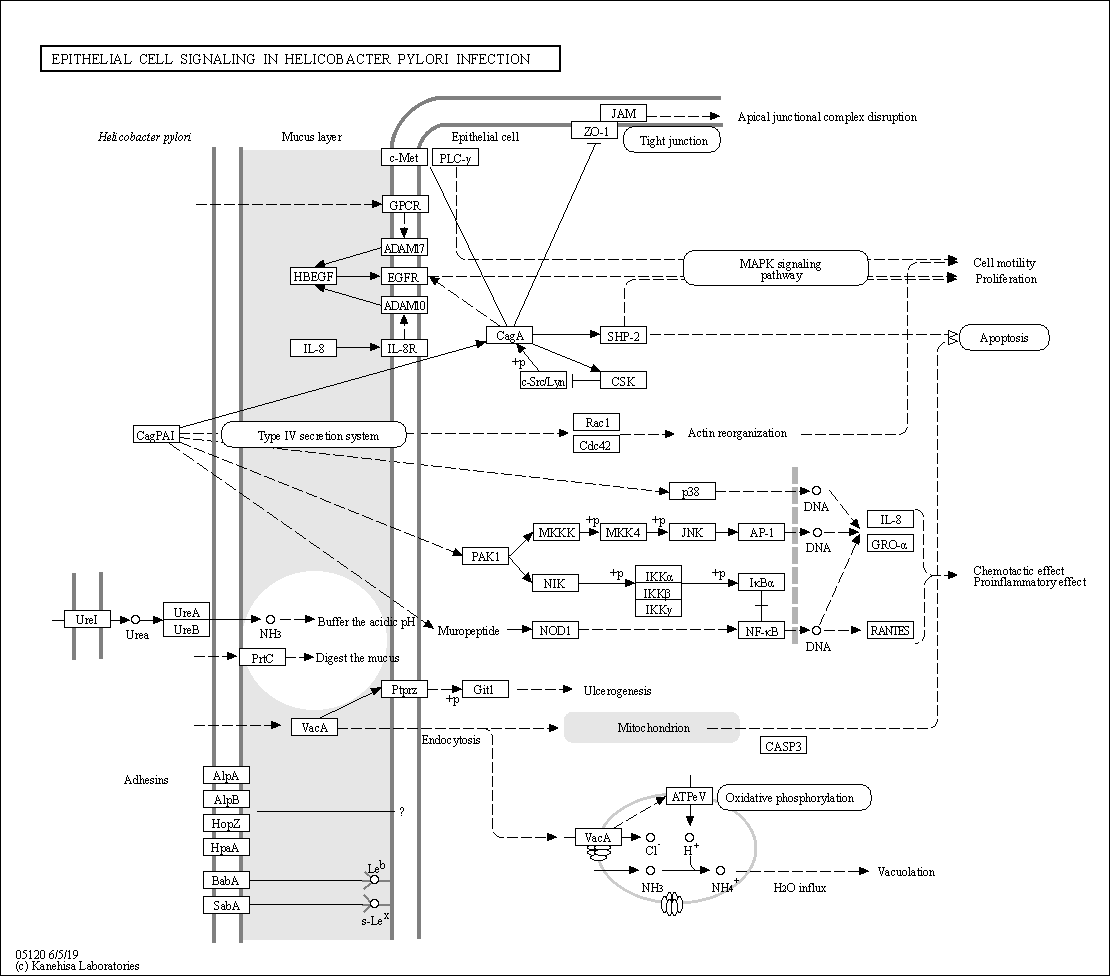 EPITHELIAL CELL SIGNALING IN HELICOBACTER PYLORI INFECTION
JAM
Apical junctional complex disruption
ZO-1
Helicobacter pylori
Mucus layer
Epithelial cell
Tight junction
c-Met
PLC-γ
GPCR
ADAM17
MAPK signaling
pathway
Cell motility
HBEGF
EGFR
Proliferation
ADAM10
CagA
SHP-2
Apoptosis
IL-8
IL-8R
+p
c-Src/Lyn
CSK
Rac1
CagPAI
Type IV secretion system
Actin reorganization
Cdc42
p38
DNA
IL-8
+p
+p
MKKK
MKK4
JNK
AP-1
DNA
GRO-α
PAK1
+p
+p
NIK
IKKα
IKKβ
IKKγ
IκBα
Chemotactic effect
Proinflammatory effect
UreI
Urea
UreA
UreB
NH3
Buffer the acidic pH
Muropeptide
NOD1
NF-κB
DNA
RANTES
PrtC
Digest the mucus
Ptprz
+p
Git1
Ulcerogenesis
VacA
Endocytosis
Mitochondrion
CASP3
Adhesins
AlpA
AlpB
HopZ
HpaA
?
ATPeV
Oxidative phosphorylation
VacA
Cl-
H+
BabA
Leb
NH3
NH4+
H2O influx
Vacuolation
SabA
s-Lex
05120 6/5/19
(c) Kanehisa Laboratories